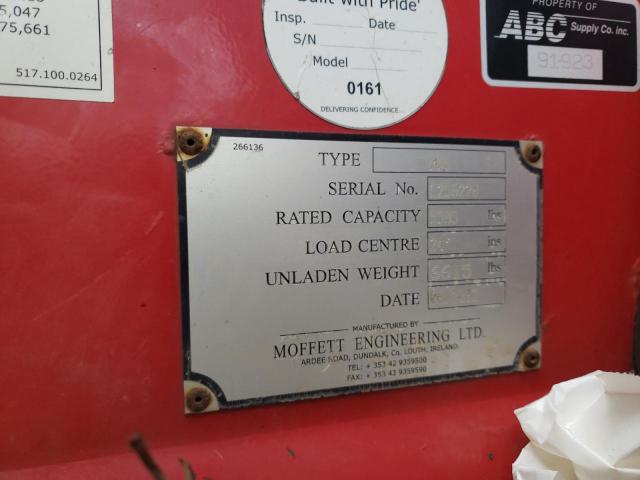 5,047
75,661
517.100.0264
'Built With Pride'
Insp. Date
S/N
Model
0161
DELIVERING CONFIDENCE
PROPERTY OF
ABC Supply Co. Inc.
91923
266136
TYPE
SERIAL No.
RATED CAPACITY lbs
LOAD CENTRE ins
UNLADEN WEIGHT lbs
DATE
MANUFACTURED BY
MOFFETT ENGINEERING LTD.
ARDEE ROAD, DUNDALK, Co. LOUTH, IRELAND.
TEL: + 353 42 9359500
FAX: + 353 42 9359590